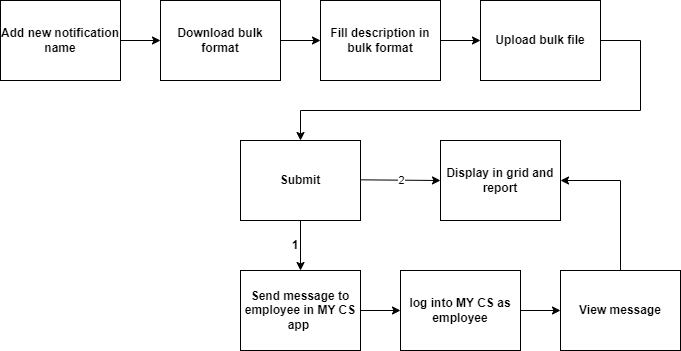 Add new notification
name
Download bulk
format
Fill description in
bulk format
Upload bulk file
Submit
2
Display in grid and
report
1
Send message to
employee in MY CS
app
log into MY CS as
employee
View message